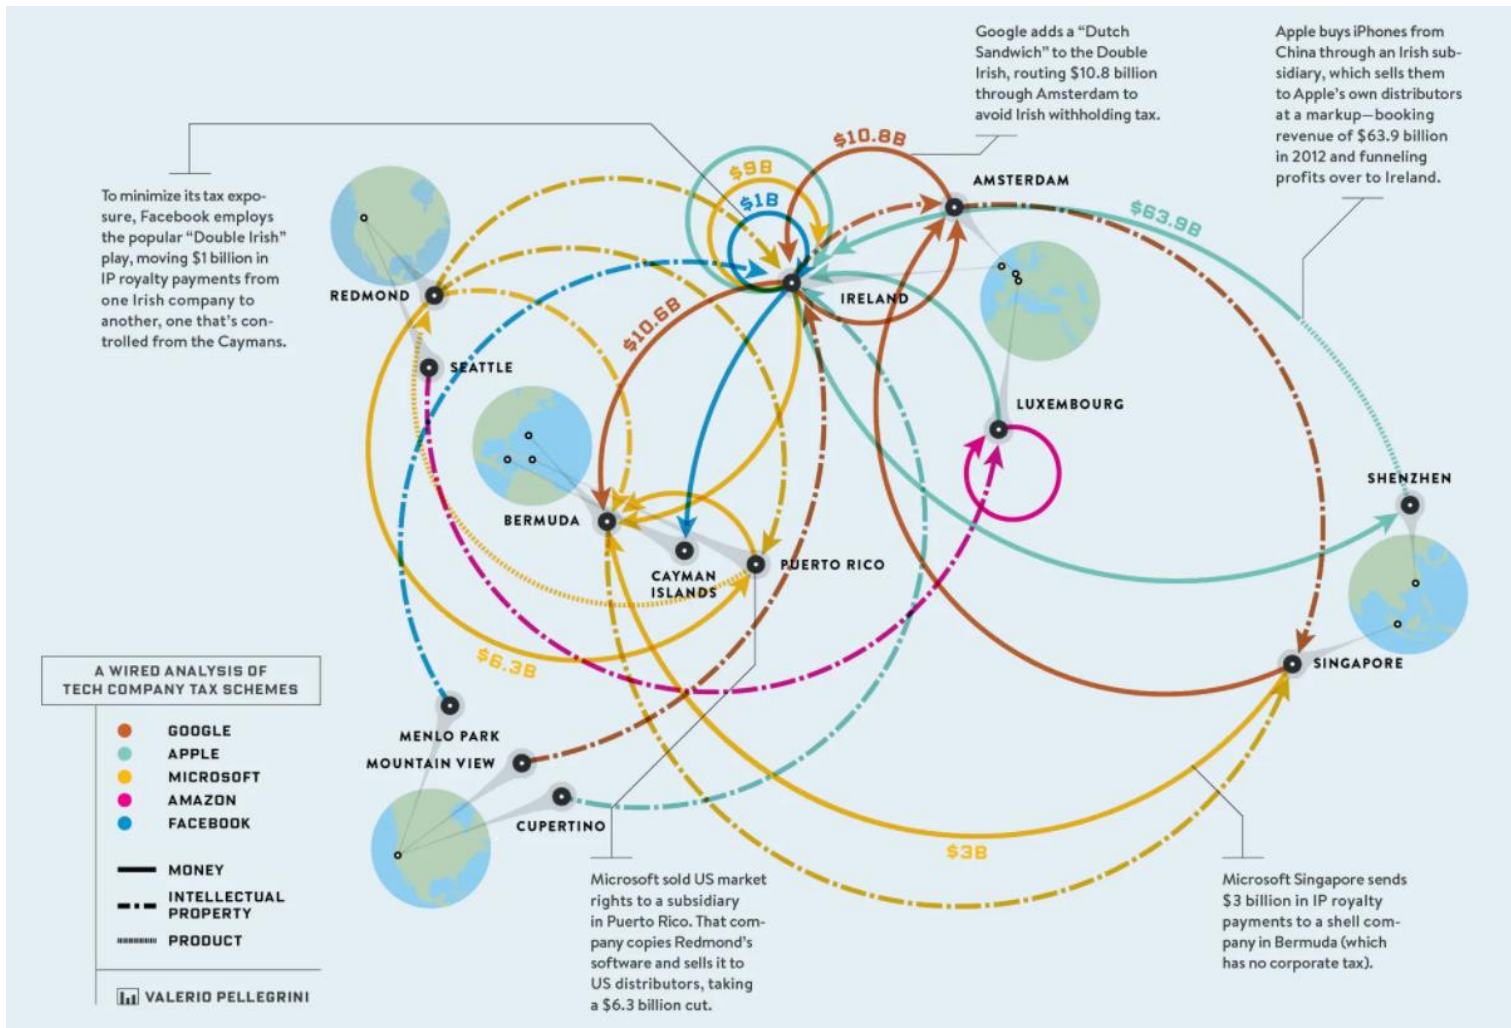 Google adds a “Dutch
Sandwich” to the Double
Irish, routing $10.8 billion
through Amsterdam to
avoid Irish withholding tax.
Apple buys iPhones from
China through an Irish sub-
sidiary, which sells them
to Apple’s own distributors
at a markup—booking
revenue of $63.9 billion
in 2012 and funneling
profits over to Ireland.
To minimize its tax expo-
sure, Facebook employs
the popular “Double Irish”
play, moving $1 billion in
IP royalty payments from
one Irish company to
another, one that’s con-
trolled from the Caymans.
$10.8B
$9B
$1B
AMSTERDAM
$63.9B
REDMOND
IRELAND
$10.6B
SEATTLE
LUXEMBOURG
SHENZHEN
BERMUDA
CAYMAN
ISLANDS
PUERTO RICO
$6.3B
SINGAPORE
MENLO PARK
MOUNTAIN VIEW
CUPERTINO
$3B
A WIRED ANALYSIS OF
TECH COMPANY TAX SCHEMES
GOOGLE
APPLE
MICROSOFT
AMAZON
FACEBOOK
MONEY
INTELLECTUAL
PROPERTY
PRODUCT
VALERIO PELLEGRINI
Microsoft sold US market
rights to a subsidiary
in Puerto Rico. That com-
pany copies Redmond’s
software and sells it to
US distributors, taking
a $6.3 billion cut.
Microsoft Singapore sends
$3 billion in IP royalty
payments to a shell com-
pany in Bermuda (which
has no corporate tax).